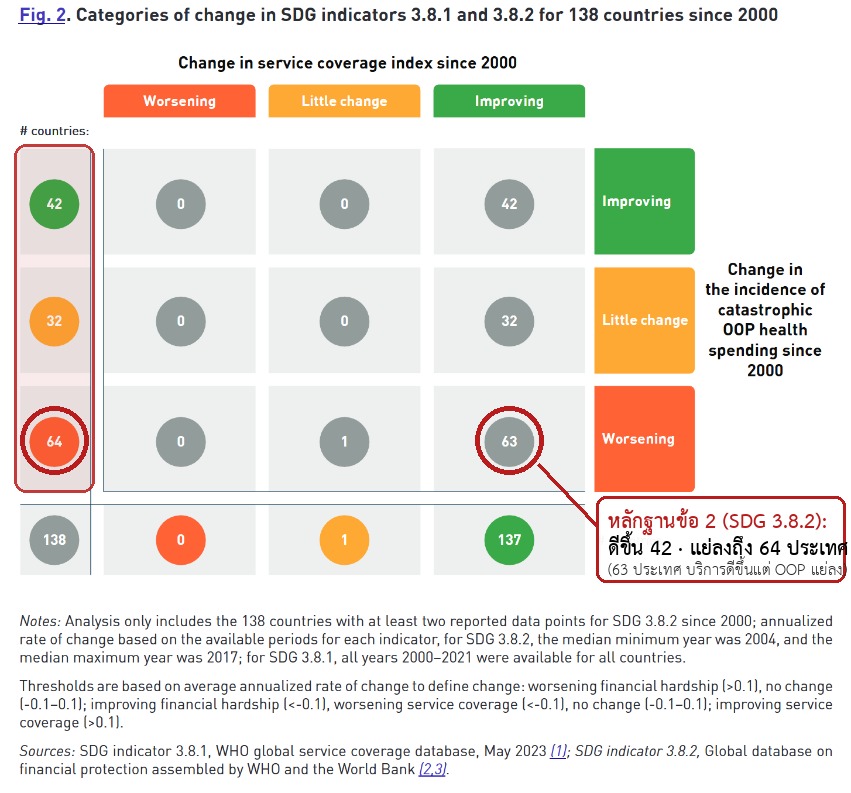 Fig. 2. Categories of change in SDG indicators 3.8.1 and 3.8.2 for 138 countries since 2000
Change in service coverage index since 2000
Worsening Little change Improving
# countries:
42 0 0 42 Improving
32 0 0 32 Little change
Change in
the incidence of
catastrophic
OOP health
spending since
2000
64 0 1 63 Worsening
138 0 1 137
หลักฐานข้อ 2 (SDG 3.8.2):
ดีขึ้น 42 · แย่ลงถึง 64 ประเทศ
(63 ประเทศ บริการดีขึ้นแต่ OOP แย่ลง)
Notes: Analysis only includes the 138 countries with at least two reported data points for SDG 3.8.2 since 2000; annualized
rate of change based on the available periods for each indicator, for SDG 3.8.2, the median minimum year was 2004, and the
median maximum year was 2017; for SDG 3.8.1, all years 2000–2021 were available for all countries.
Thresholds are based on average annualized rate of change to define change: worsening financial hardship (>0.1), no change
(-0.1–0.1); improving financial hardship (<-0.1), worsening service coverage (<-0.1), no change (-0.1–0.1); improving service
coverage (>0.1).
Sources: SDG indicator 3.8.1, WHO global service coverage database, May 2023 (1); SDG indicator 3.8.2, Global database on
financial protection assembled by WHO and the World Bank (2,3).